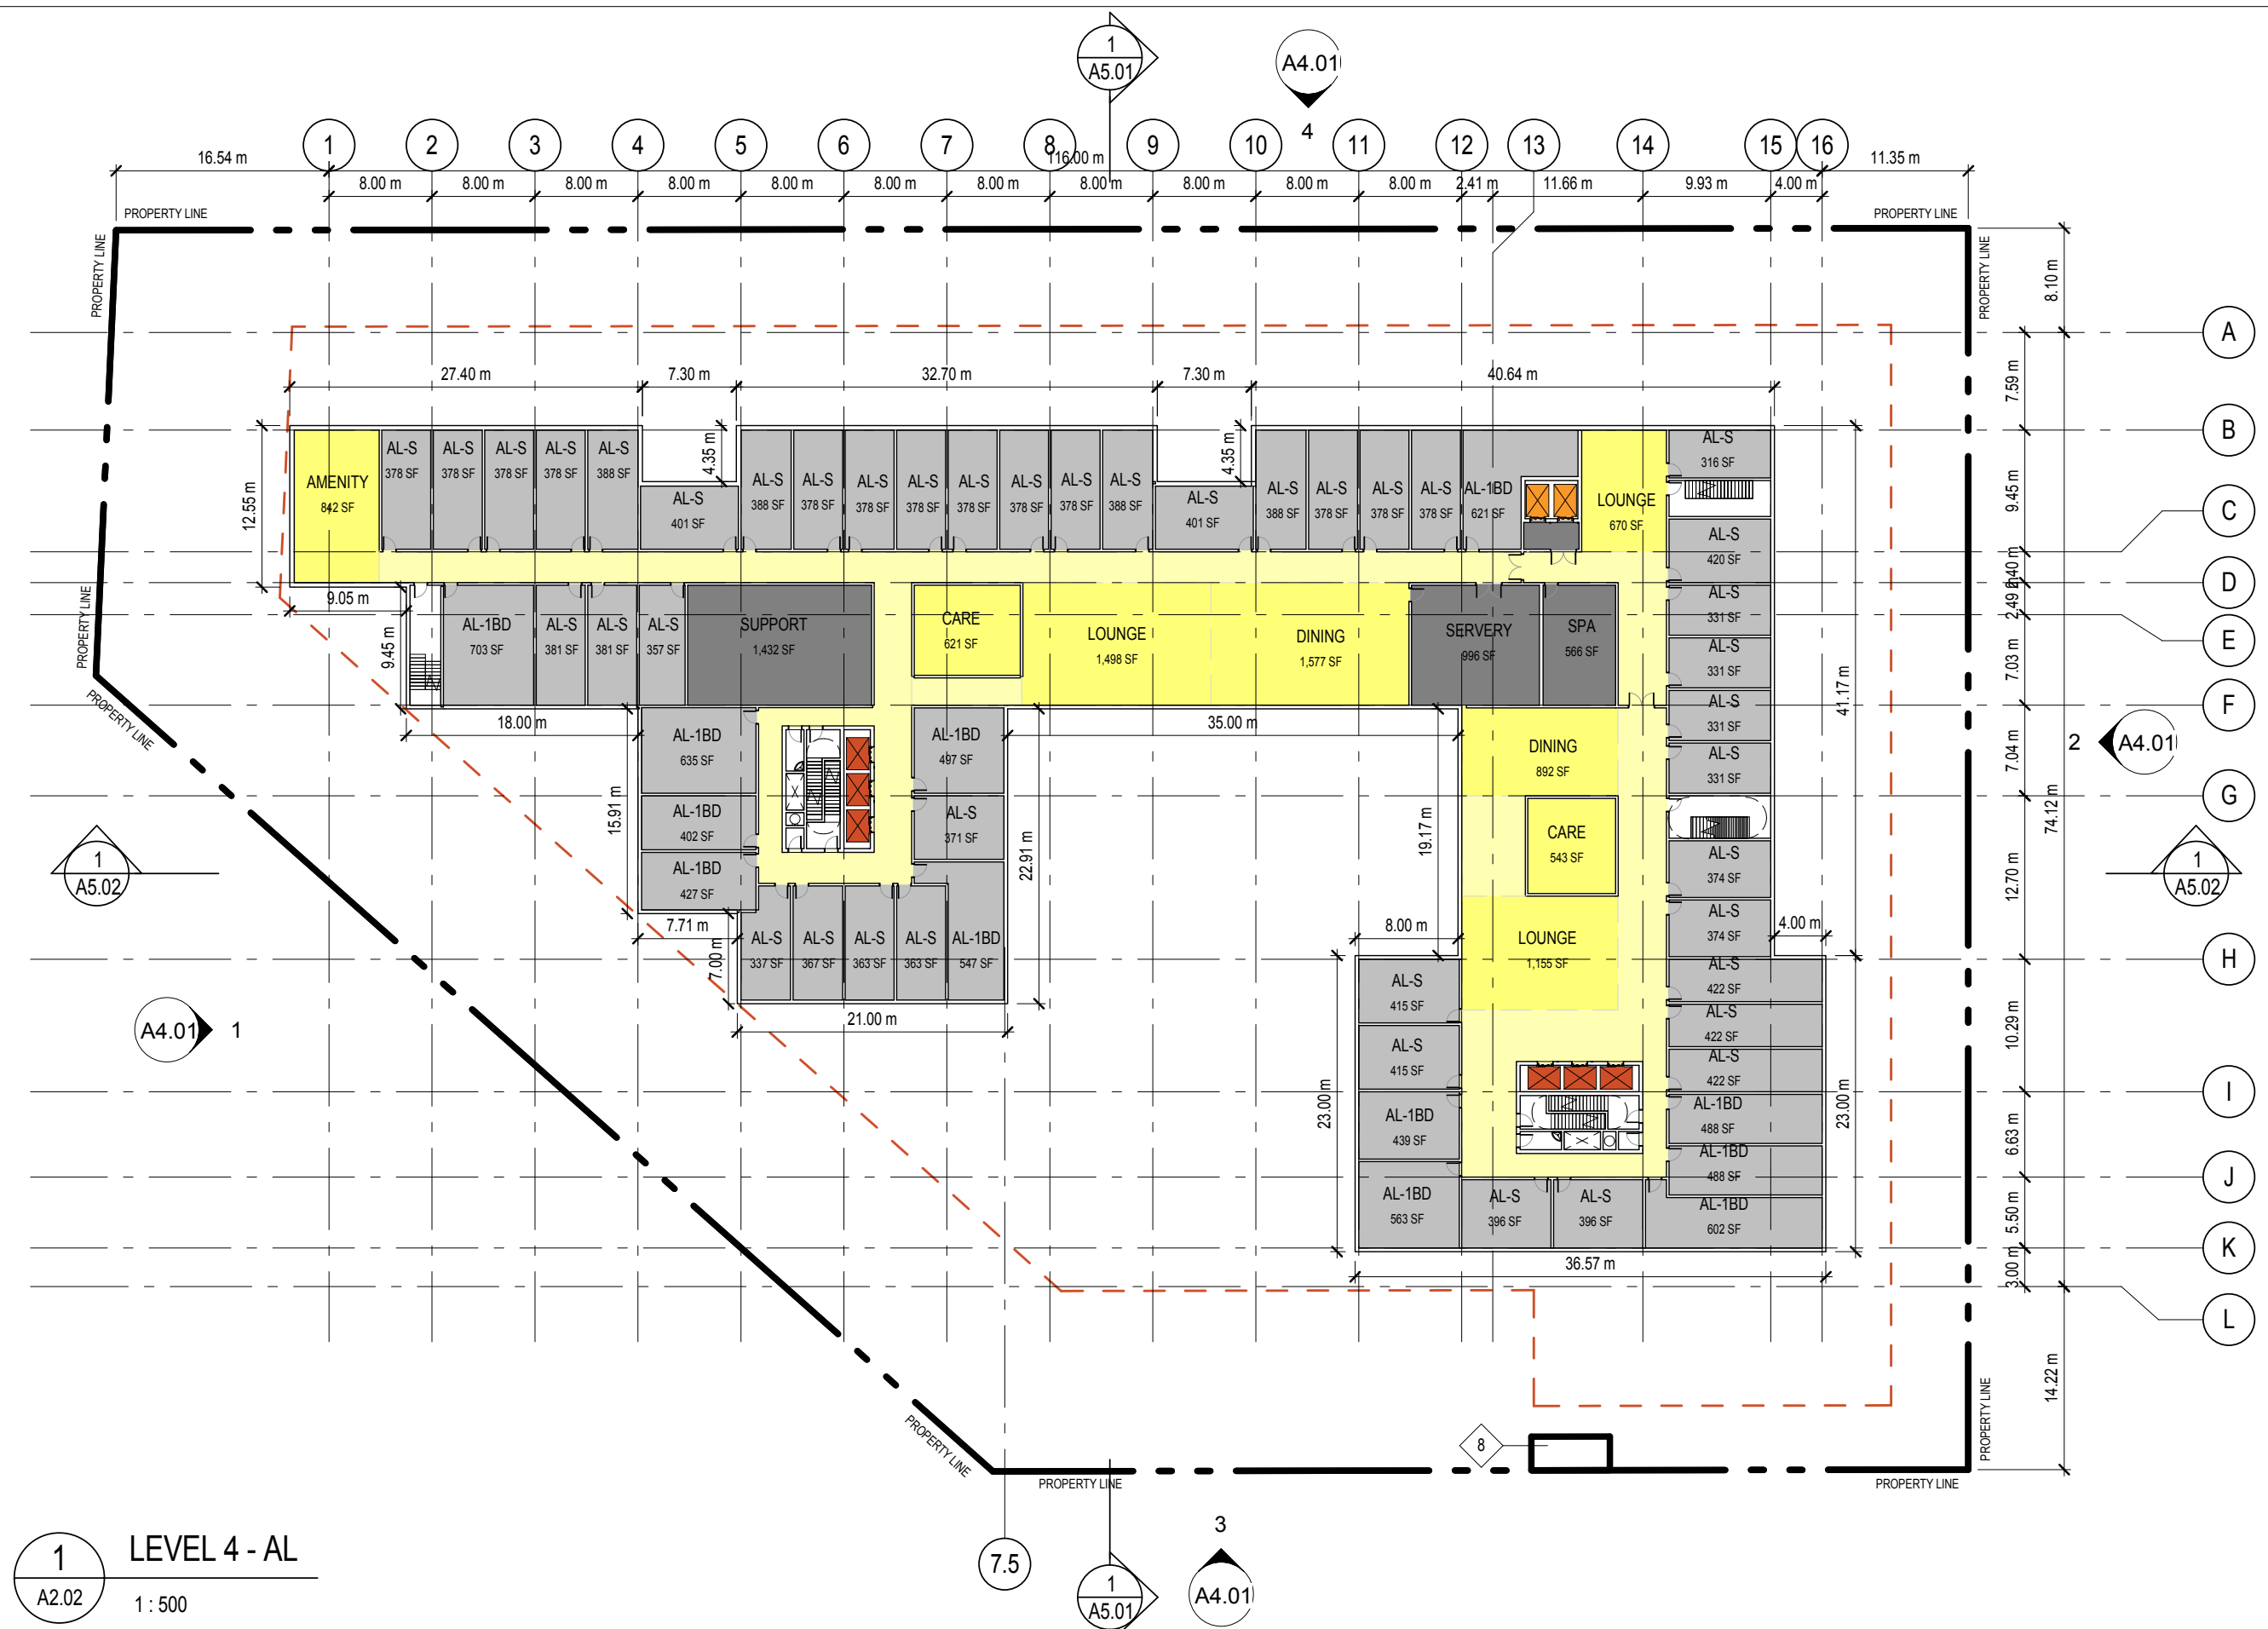 1
A5.01
A4.01
4
1
2
3
4
5
6
7
8
9
10
11
12
13
14
15
16
16.54 m
116.00 m
11.35 m
8.00 m
8.00 m
8.00 m
8.00 m
8.00 m
8.00 m
8.00 m
8.00 m
8.00 m
8.00 m
8.00 m
2.41 m
11.66 m
9.93 m
4.00 m
PROPERTY LINE
PROPERTY LINE
PROPERTY LINE
PROPERTY LINE
8.10 m
A
7.59 m
27.40 m
7.30 m
32.70 m
7.30 m
40.64 m
B
4.35 m
4.35 m
12.55 m
AMENITY
842 SF
AL-S
378 SF
AL-S
378 SF
AL-S
378 SF
AL-S
378 SF
AL-S
388 SF
AL-S
401 SF
AL-S
388 SF
AL-S
378 SF
AL-S
378 SF
AL-S
378 SF
AL-S
378 SF
AL-S
378 SF
AL-S
378 SF
AL-S
388 SF
AL-S
401 SF
AL-S
388 SF
AL-S
378 SF
AL-S
378 SF
AL-S
378 SF
AL-1BD
621 SF
LOUNGE
670 SF
AL-S
316 SF
9.45 m
C
AL-S
420 SF
2.40 m
D
2.49 m
E
PROPERTY LINE
9.05 m
9.45 m
AL-1BD
703 SF
AL-S
381 SF
AL-S
381 SF
AL-S
357 SF
SUPPORT
1,432 SF
CARE
621 SF
LOUNGE
1,498 SF
DINING
1,577 SF
SERVERY
996 SF
SPA
566 SF
AL-S
331 SF
AL-S
331 SF
AL-S
331 SF
AL-S
331 SF
7.03 m
41.17 m
F
PROPERTY LINE
18.00 m
35.00 m
AL-1BD
635 SF
AL-1BD
497 SF
DINING
892 SF
7.04 m
2
A4.01
G
74.12 m
15.91 m
AL-1BD
402 SF
AL-S
371 SF
22.91 m
19.17 m
CARE
543 SF
AL-S
374 SF
1
A5.02
AL-1BD
427 SF
12.70 m
1
A5.02
7.71 m
7.00 m
AL-S
337 SF
AL-S
367 SF
AL-S
363 SF
AL-S
363 SF
AL-1BD
547 SF
8.00 m
LOUNGE
1,155 SF
AL-S
374 SF
4.00 m
H
AL-S
422 SF
AL-S
415 SF
AL-S
422 SF
A4.01
1
21.00 m
10.29 m
AL-S
415 SF
AL-S
422 SF
I
23.00 m
AL-1BD
439 SF
AL-1BD
488 SF
23.00 m
6.63 m
AL-1BD
488 SF
J
AL-1BD
563 SF
AL-S
396 SF
AL-S
396 SF
AL-1BD
602 SF
5.50 m
K
36.57 m
3.00 m
L
14.22 m
PROPERTY LINE
8
PROPERTY LINE
PROPERTY LINE
PROPERTY LINE
7.5
3
1
A5.01
A4.01
1
A2.02
LEVEL 4 - AL
1 : 500